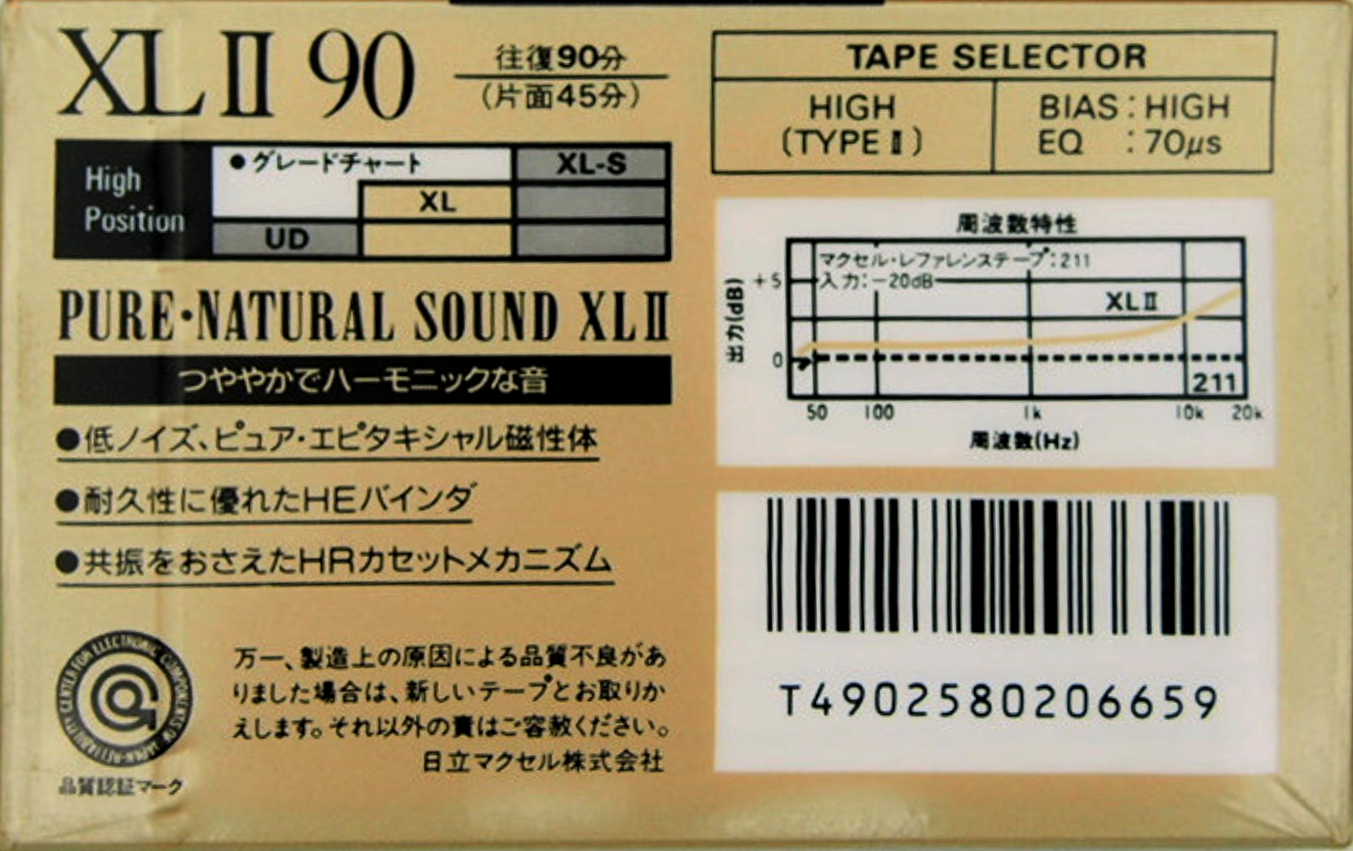 XLⅡ 90
往復90分
(片面45分)
High
Position
●グレードチャート
XL-S
XL
UD
PURE・NATURAL SOUND XLⅡ
つややかでハーモニックな音
●低ノイズ、ピュア・エピタキシャル磁性体
●耐久性に優れたHEバインダ
●共振をおさえたHRカセットメカニズム
RELIABILITY CENTER FOR ELECTRONIC COMPONENTS OF JAPAN
品質認証マーク
万一、製造上の原因による品質不良があ
りました場合は、新しいテープとお取りか
えします。それ以外の責はご容赦ください。
日立マクセル株式会社
TAPE SELECTOR
HIGH
(TYPE Ⅱ)
BIAS:HIGH
EQ :70μs
周波数特性
マクセル・レファレンステープ:211
入力:-20dB
XLⅡ
出力(dB)
+5
0
211
50 100 1k 10k 20k
周波数(Hz)
T4902580206659